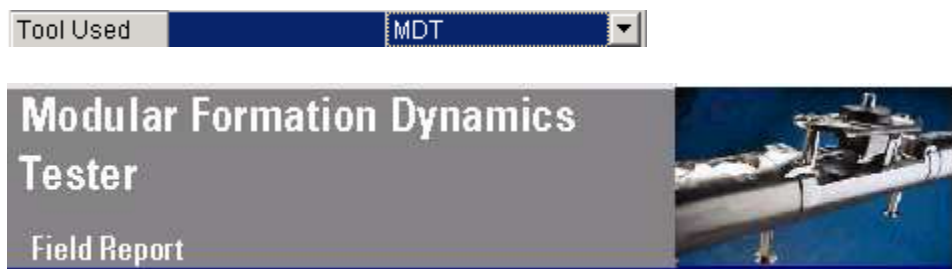 Tool Used MDT
Modular Formation Dynamics
Tester
Field Report